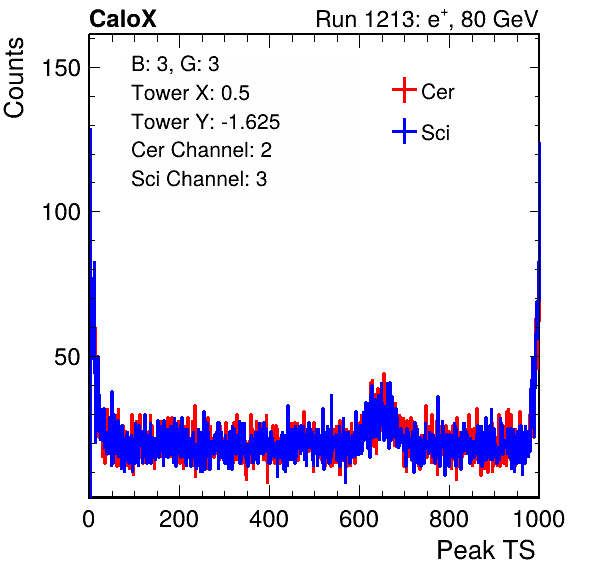 CaloX Run 1213: e⁺, 80 GeV
Counts
B: 3, G: 3
Tower X: 0.5
Tower Y: -1.625
Cer Channel: 2
Sci Channel: 3
Cer
Sci
150
100
50
0 200 400 600 800 1000
Peak TS